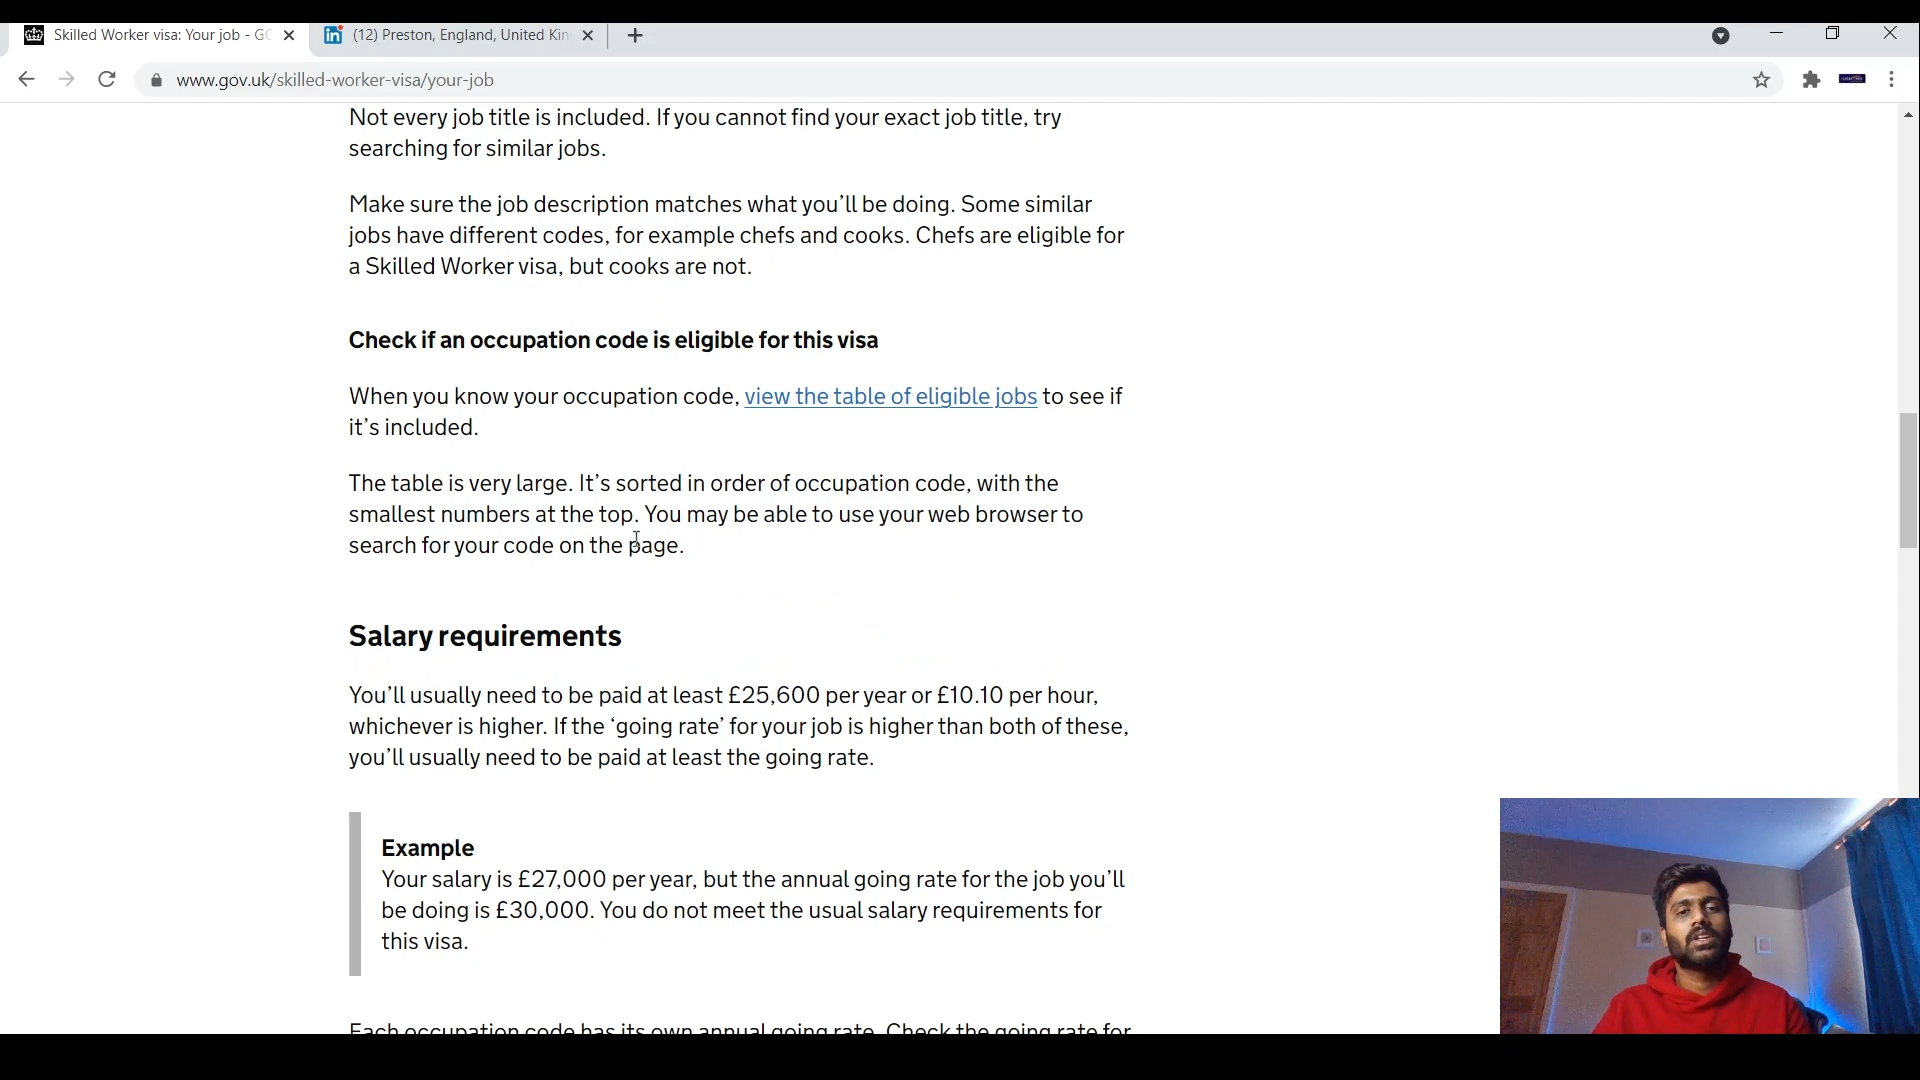 Skilled Worker visa: Your job - GO
(12) Preston, England, United Kin
www.gov.uk/skilled-worker-visa/your-job
Not every job title is included. If you cannot find your exact job title, try
searching for similar jobs.
Make sure the job description matches what you’ll be doing. Some similar
jobs have different codes, for example chefs and cooks. Chefs are eligible for
a Skilled Worker visa, but cooks are not.
Check if an occupation code is eligible for this visa
When you know your occupation code, view the table of eligible jobs to see if
it’s included.
The table is very large. It’s sorted in order of occupation code, with the
smallest numbers at the top. You may be able to use your web browser to
search for your code on the page.
Salary requirements
You’ll usually need to be paid at least £25,600 per year or £10.10 per hour,
whichever is higher. If the ‘going rate’ for your job is higher than both of these,
you’ll usually need to be paid at least the going rate.
Example
Your salary is £27,000 per year, but the annual going rate for the job you’ll
be doing is £30,000. You do not meet the usual salary requirements for
this visa.
Each occupation code has its own annual going rate. Check the going rate for